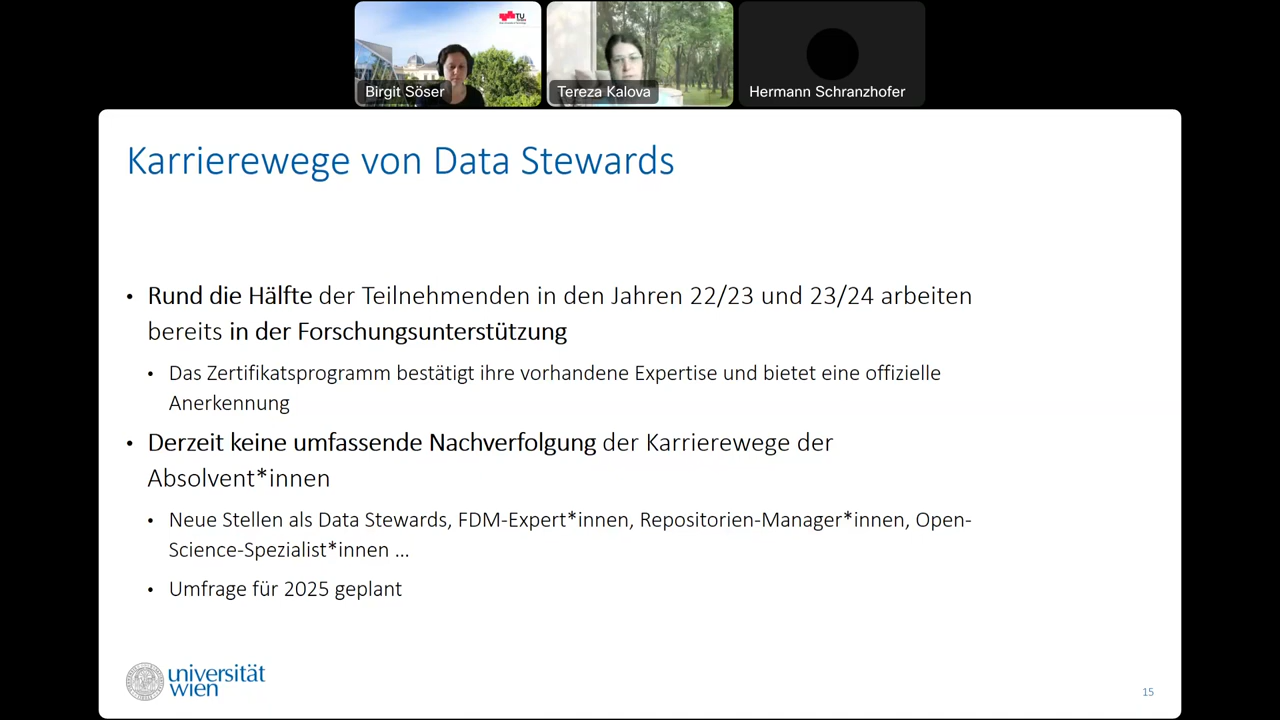 TU
Birgit Söser
Tereza Kalova
Hermann Schranzhofer
Karrierewege von Data Stewards
• Rund die Hälfte der Teilnehmenden in den Jahren 22/23 und 23/24 arbeiten
bereits in der Forschungsunterstützung
• Das Zertifikatsprogramm bestätigt ihre vorhandene Expertise und bietet eine offizielle
Anerkennung
• Derzeit keine umfassende Nachverfolgung der Karrierewege der
Absolvent*innen
• Neue Stellen als Data Stewards, FDM-Expert*innen, Repositorien-Manager*innen, Open-
Science-Spezialist*innen ...
• Umfrage für 2025 geplant
universität
wien
15